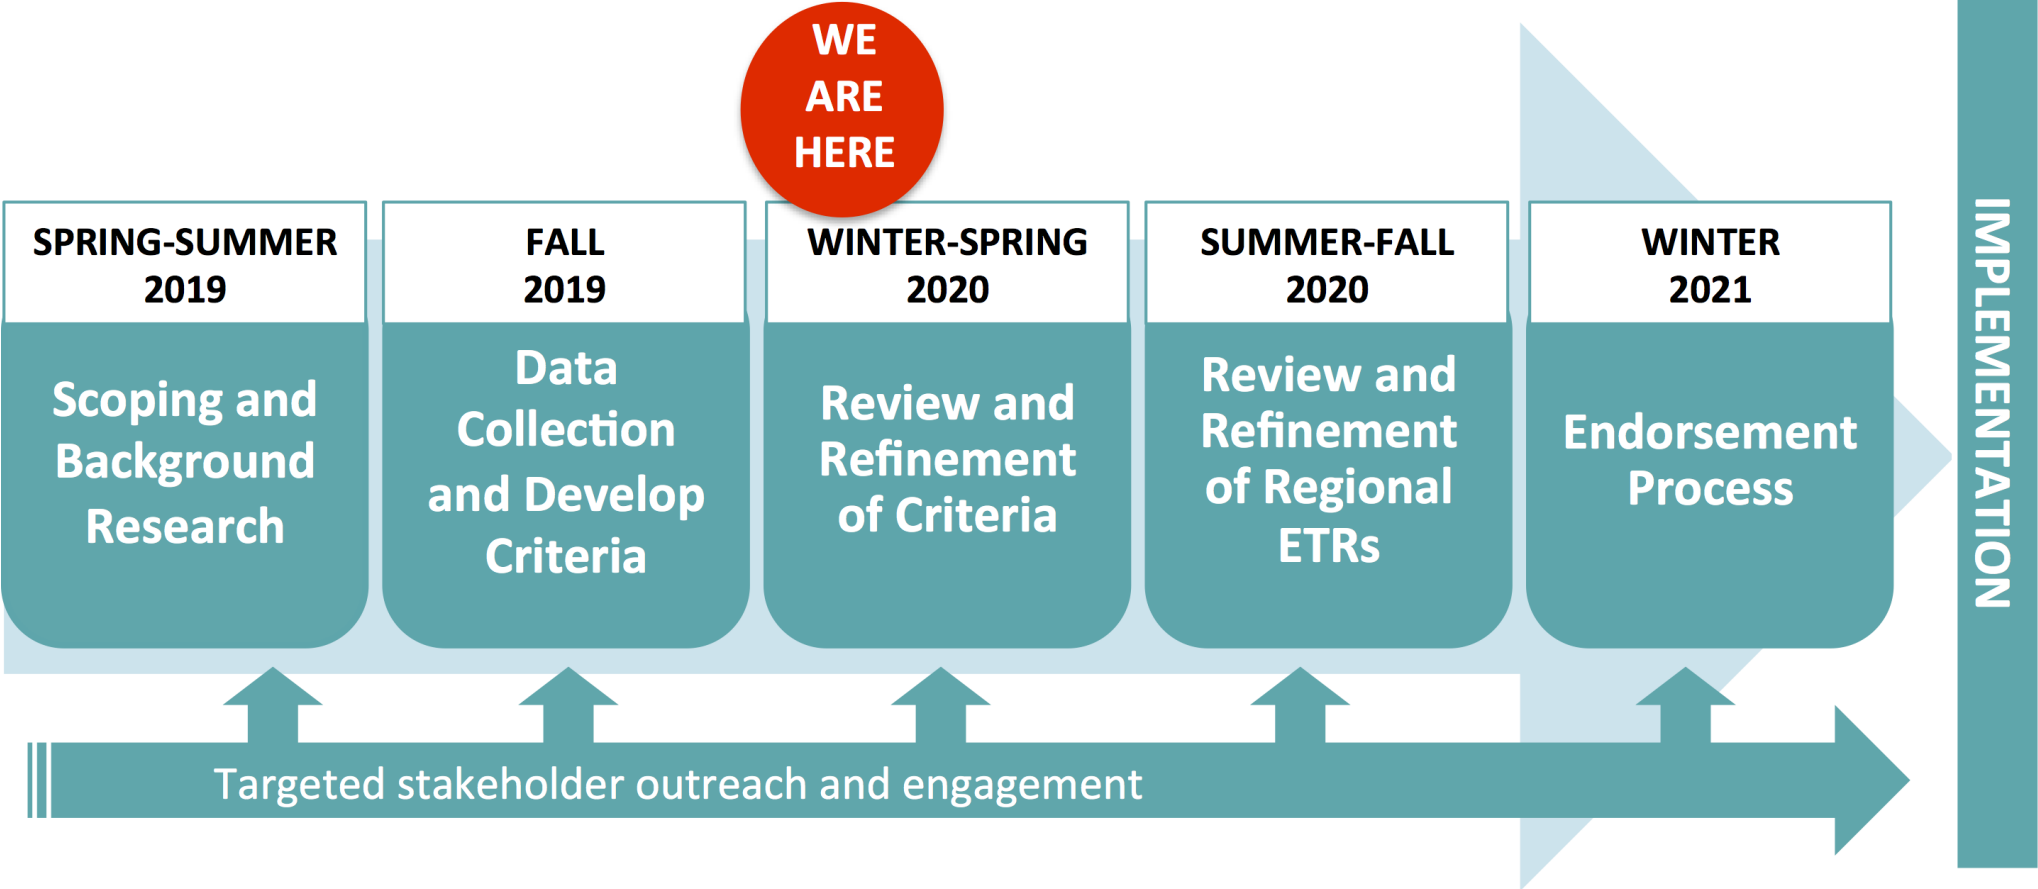 WE
ARE
HERE
SPRING-SUMMER
2019
FALL
2019
WINTER-SPRING
2020
SUMMER-FALL
2020
WINTER
2021
Scoping and
Background
Research
Data
Collection
and Develop
Criteria
Review and
Refinement
of Criteria
Review and
Refinement
of Regional
ETRs
Endorsement
Process
IMPLEMENTATION
Targeted stakeholder outreach and engagement